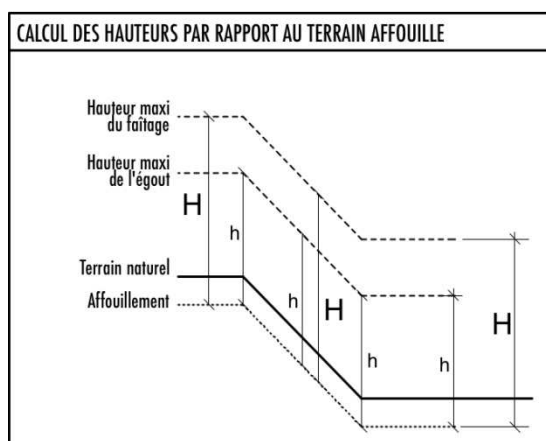 CALCUL DES HAUTEURS PAR RAPPORT AU TERRAIN AFFOUILLE
Hauteur maxi
du faîtage
Hauteur maxi
de l'égout
H
h
Terrain naturel
Affouillement
h
H
h
h
H